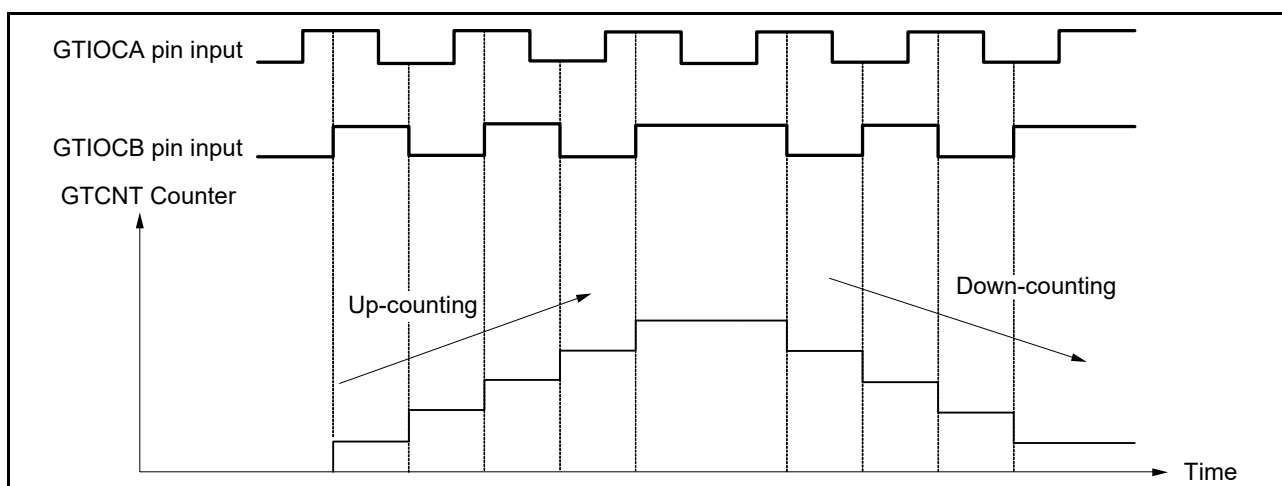 GTIOCA pin input
GTIOCB pin input
GTCNT Counter
Up-counting
Down-counting
Time